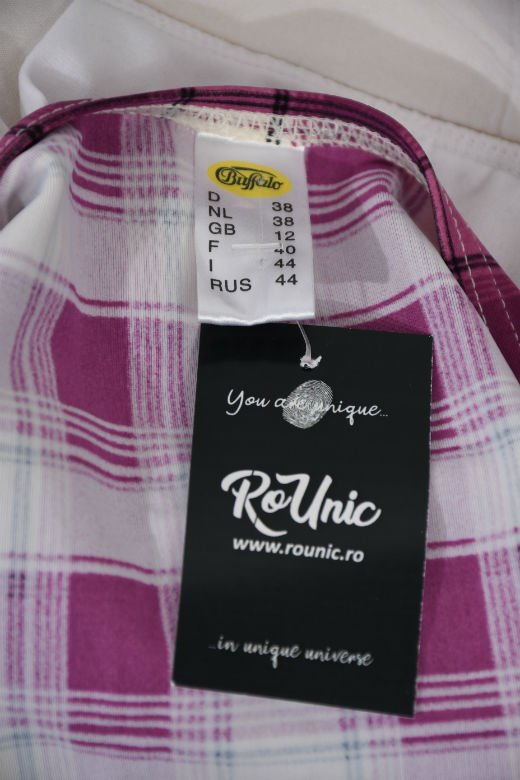 Buffalo
D 38
NL 38
GB 12
F 40
I 44
RUS 44
You are unique...
RoUnic
www.rounic.ro
...in unique universe